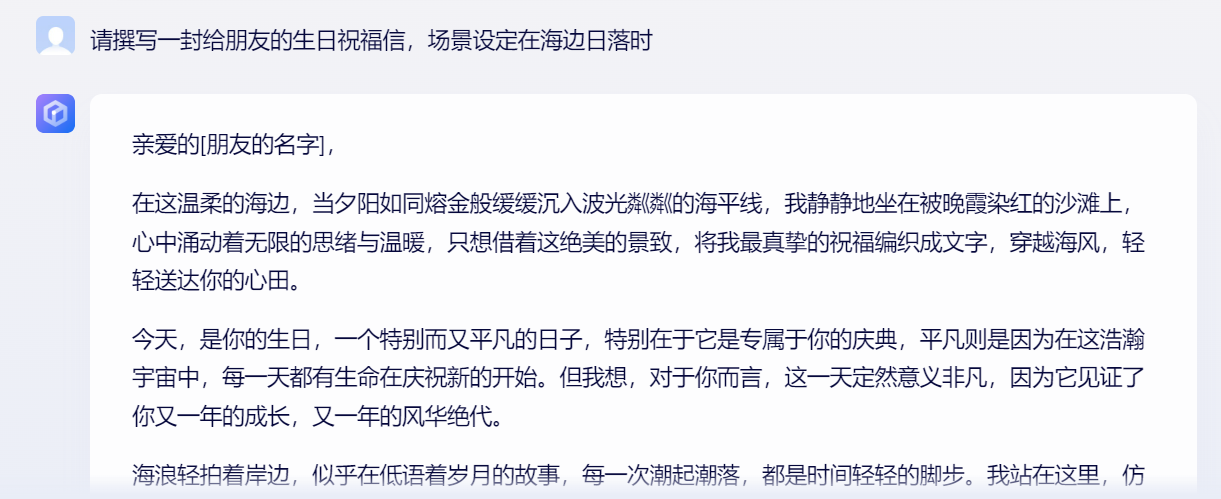 请撰写一封给朋友的生日祝福信，场景设定在海边日落时
亲爱的[朋友的名字]，
在这温柔的海边，当夕阳如同熔金般缓缓沉入波光粼粼的海平线，我静静地坐在被晚霞染红的沙滩上，
心中涌动着无限的思绪与温暖，只想借着这绝美的景致，将我最真挚的祝福编织成文字，穿越海风，轻
轻送达你的心田。
今天，是你的生日，一个特别而又平凡的日子，特别在于它是专属于你的庆典，平凡则是因为在这浩瀚
宇宙中，每一天都有生命在庆祝新的开始。但我想，对于你而言，这一天定然意义非凡，因为它见证了
你又一年的成长，又一年的风华绝代。
海浪轻拍着岸边，似乎在低语着岁月的故事，每一次潮起潮落，都是时间轻轻的脚步。我站在这里，仿